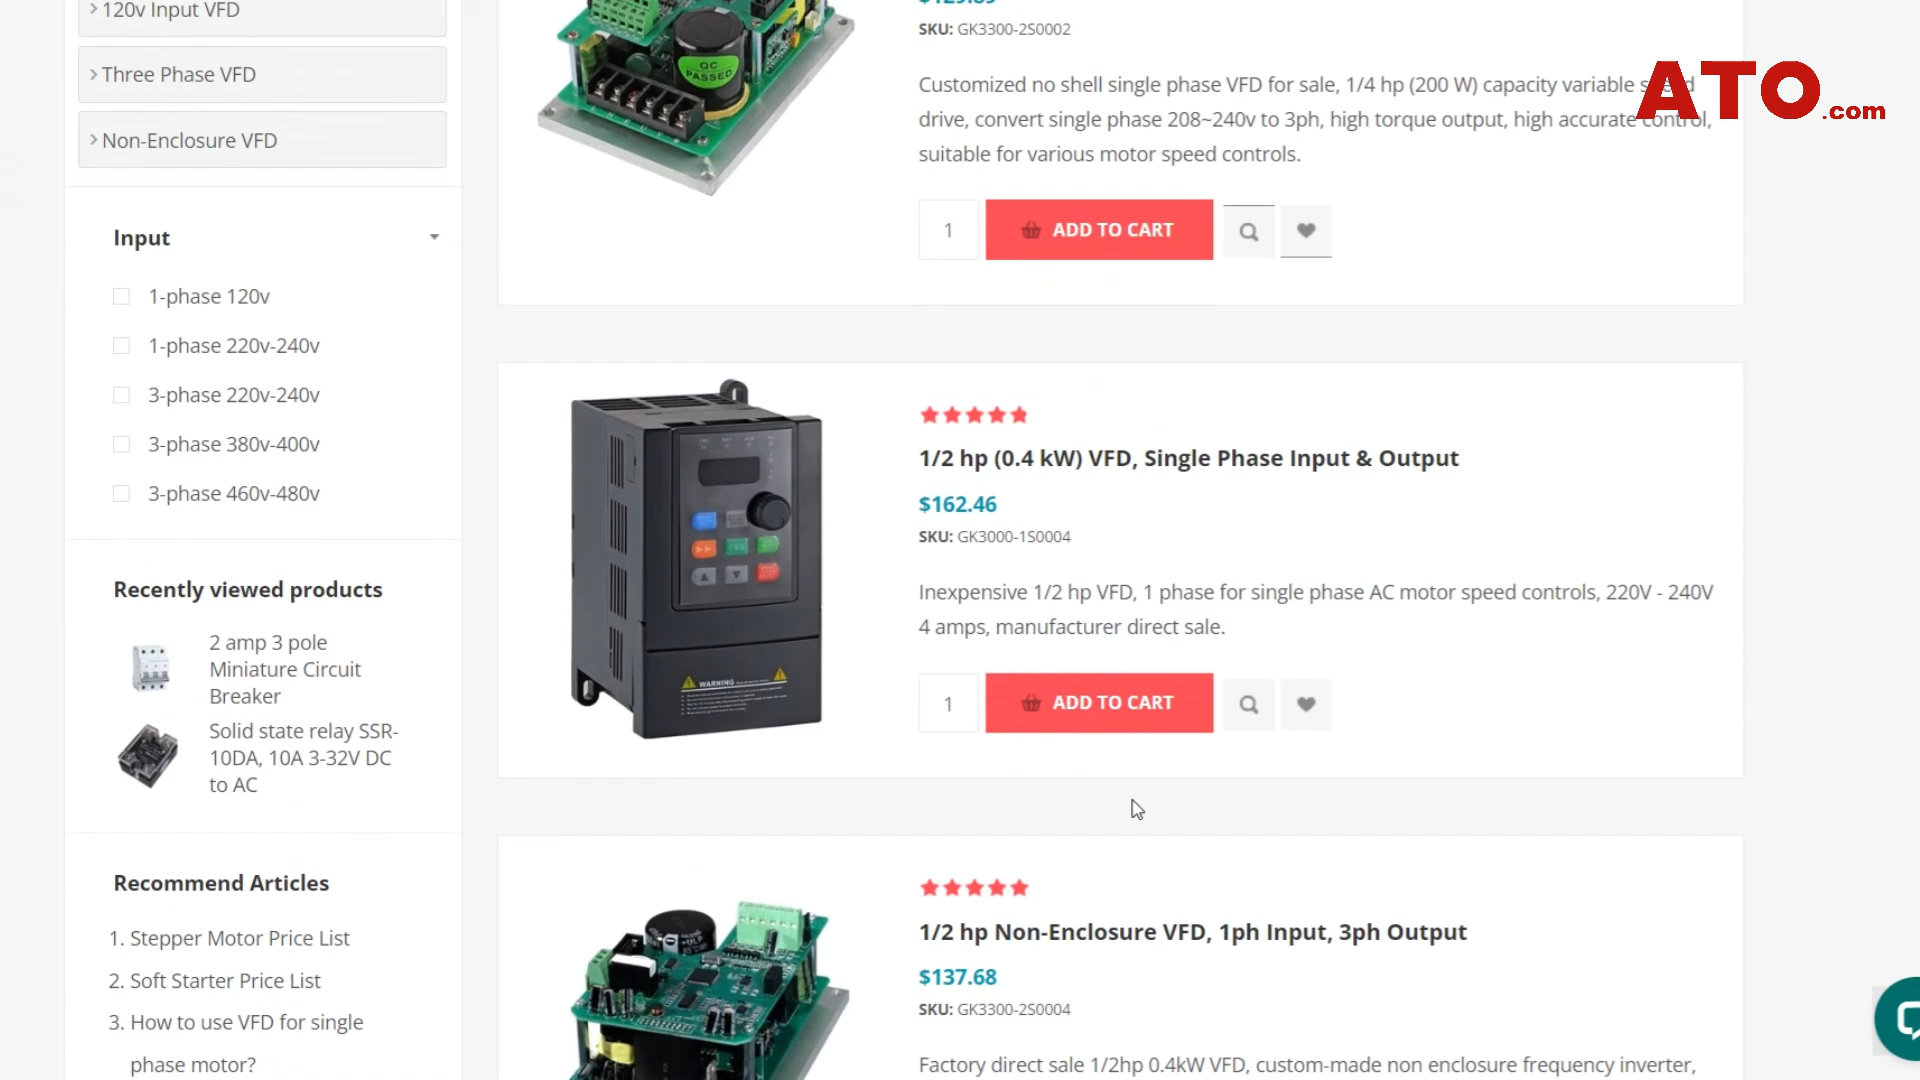 120v Input VFD
Three Phase VFD
Non-Enclosure VFD
Input
1-phase 120v
1-phase 220v-240v
3-phase 220v-240v
3-phase 380v-400v
3-phase 460v-480v
Recently viewed products
2 amp 3 pole
Miniature Circuit
Breaker
Solid state relay SSR-
10DA, 10A 3-32V DC
to AC
Recommend Articles
1. Stepper Motor Price List
2. Soft Starter Price List
3. How to use VFD for single
phase motor?
SKU: GK3300-2S0002
ATO.com
Customized no shell single phase VFD for sale, 1/4 hp (200 W) capacity variable
drive, convert single phase 208~240v to 3ph, high torque output, high accurate control,
suitable for various motor speed controls.
QC
PASSED
1
ADD TO CART
1/2 hp (0.4 kW) VFD, Single Phase Input & Output
$162.46
SKU: GK3000-1S0004
Inexpensive 1/2 hp VFD, 1 phase for single phase AC motor speed controls, 220V - 240V
4 amps, manufacturer direct sale.
WARNING
1
ADD TO CART
1/2 hp Non-Enclosure VFD, 1ph Input, 3ph Output
$137.68
SKU: GK3300-2S0004
Factory direct sale 1/2hp 0.4kW VFD, custom-made non enclosure frequency inverter,